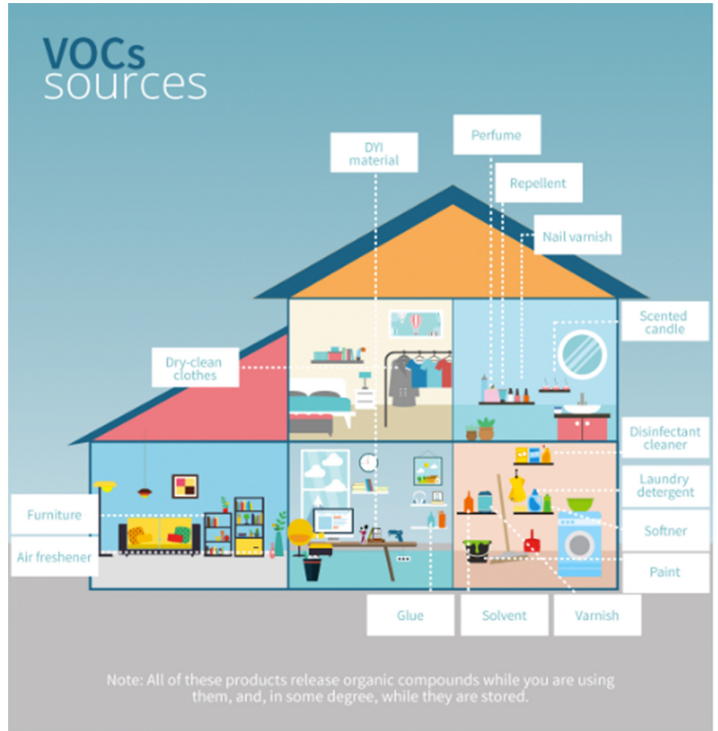 VOCs
sources
DYI
material
Perfume
Repellent
Nail varnish
Scented
candle
Dry-clean
clothes
Disinfectant
cleaner
Laundry
detergent
Furniture
Softner
Air freshener
Paint
Glue
Solvent
Varnish
Note: All of these products release organic compounds while you are using
them, and, in some degree, while they are stored.